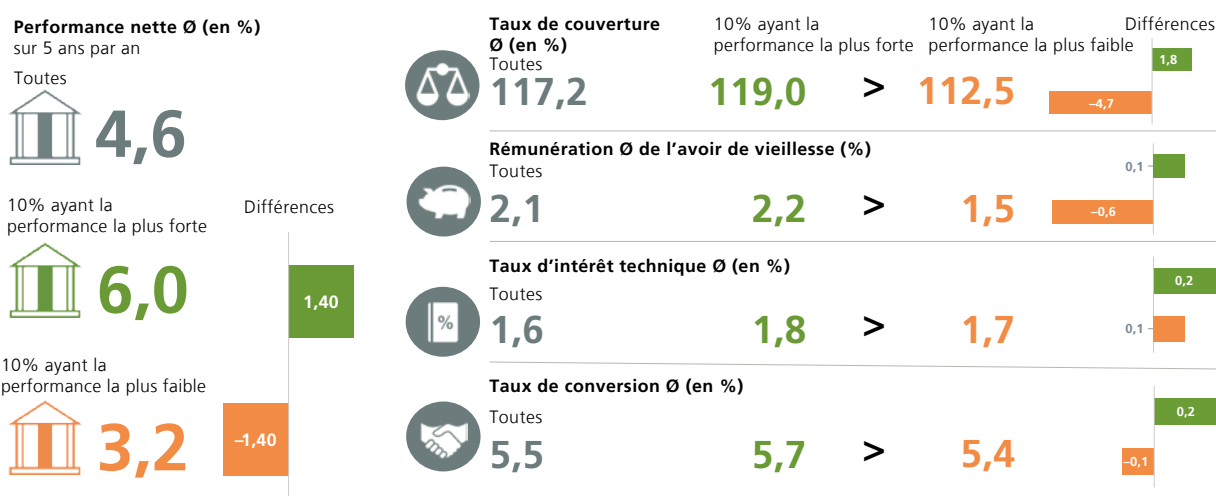 Performance nette Ø (en %)
sur 5 ans par an
Toutes
4,6
10% ayant la
performance la plus forte
Différences
6,0
1,40
10% ayant la
performance la plus faible
3,2
–1,40
Taux de couverture
Ø (en %)
10% ayant la
performance la plus forte
10% ayant la
performance la plus faible
Différences
Toutes
117,2
119,0
>
112,5
1,8
–4,7
Rémunération Ø de l’avoir de vieillesse (%)
Toutes
2,1
2,2
>
1,5
0,1
–0,6
Taux d’intérêt technique Ø (en %)
Toutes
%
1,6
1,8
>
1,7
0,2
0,1
Taux de conversion Ø (en %)
Toutes
5,5
5,7
>
5,4
0,2
–0,1